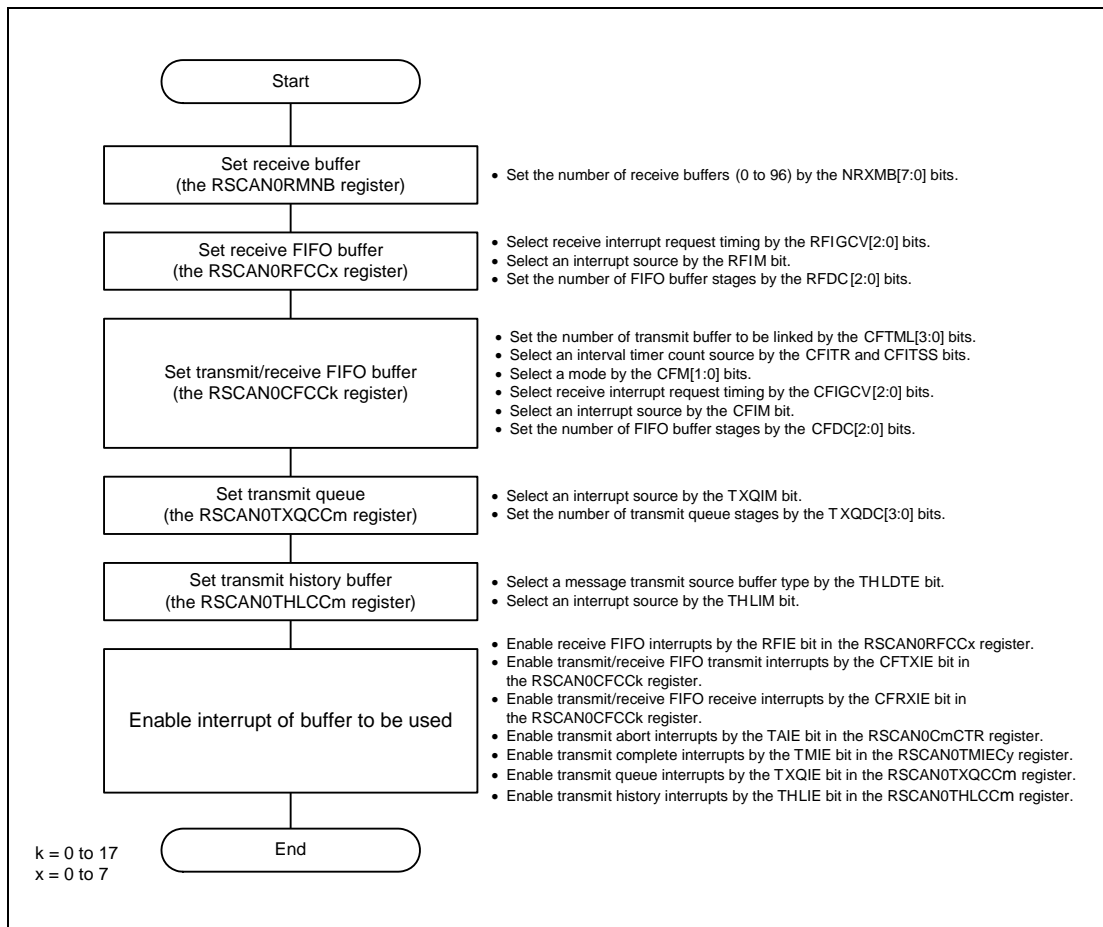 Start
Set receive buffer
(the RSCAN0RMNB register)
• Set the number of receive buffers (0 to 96) by the NRXMB[7:0] bits.
Set receive FIFO buffer
(the RSCAN0RFCCx register)
• Select receive interrupt request timing by the RFIGCV[2:0] bits.
• Select an interrupt source by the RFIM bit.
• Set the number of FIFO buffer stages by the RFDC[2:0] bits.
Set transmit/receive FIFO buffer
(the RSCAN0CFCCk register)
• Set the number of transmit buffer to be linked by the CFTML[3:0] bits.
• Select an interval timer count source by the CFITR and CFITSS bits.
• Select a mode by the CFM[1:0] bits.
• Select receive interrupt request timing by the CFIGCV[2:0] bits.
• Select an interrupt source by the CFIM bit.
• Set the number of FIFO buffer stages by the CFDC[2:0] bits.
Set transmit queue
(the RSCAN0TXQCCm register)
• Select an interrupt source by the TXQIM bit.
• Set the number of transmit queue stages by the TXQDC[3:0] bits.
Set transmit history buffer
(the RSCAN0THLCCm register)
• Select a message transmit source buffer type by the THLDTE bit.
• Select an interrupt source by the THLIM bit.
Enable interrupt of buffer to be used
• Enable receive FIFO interrupts by the RFIE bit in the RSCAN0RFCCx register.
• Enable transmit/receive FIFO transmit interrupts by the CFTXIE bit in
the RSCAN0CFCCk register.
• Enable transmit/receive FIFO receive interrupts by the CFRXIE bit in
the RSCAN0CFCCk register.
• Enable transmit abort interrupts by the TAIE bit in the RSCAN0CmCTR register.
• Enable transmit complete interrupts by the TMIE bit in the RSCAN0TMIECy register.
• Enable transmit queue interrupts by the TXQIE bit in the RSCAN0TXQCCm register.
• Enable transmit history interrupts by the THLIE bit in the RSCAN0THLCCm register.
End
k = 0 to 17
x = 0 to 7